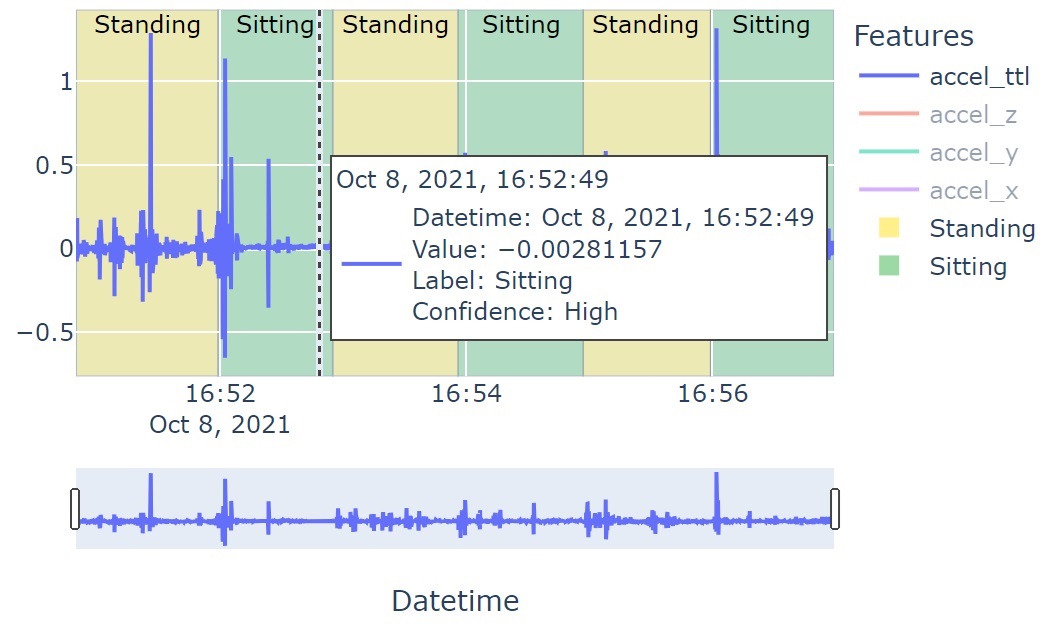 Standing Sitting Standing Sitting Standing Sitting
Features
accel_ttl
accel_z
accel_y
accel_x
Standing
Sitting
1
0.5
0
−0.5
Oct 8, 2021, 16:52:49
Datetime: Oct 8, 2021, 16:52:49
Value: −0.00281157
Label: Sitting
Confidence: High
16:52 16:54 16:56
Oct 8, 2021
Datetime